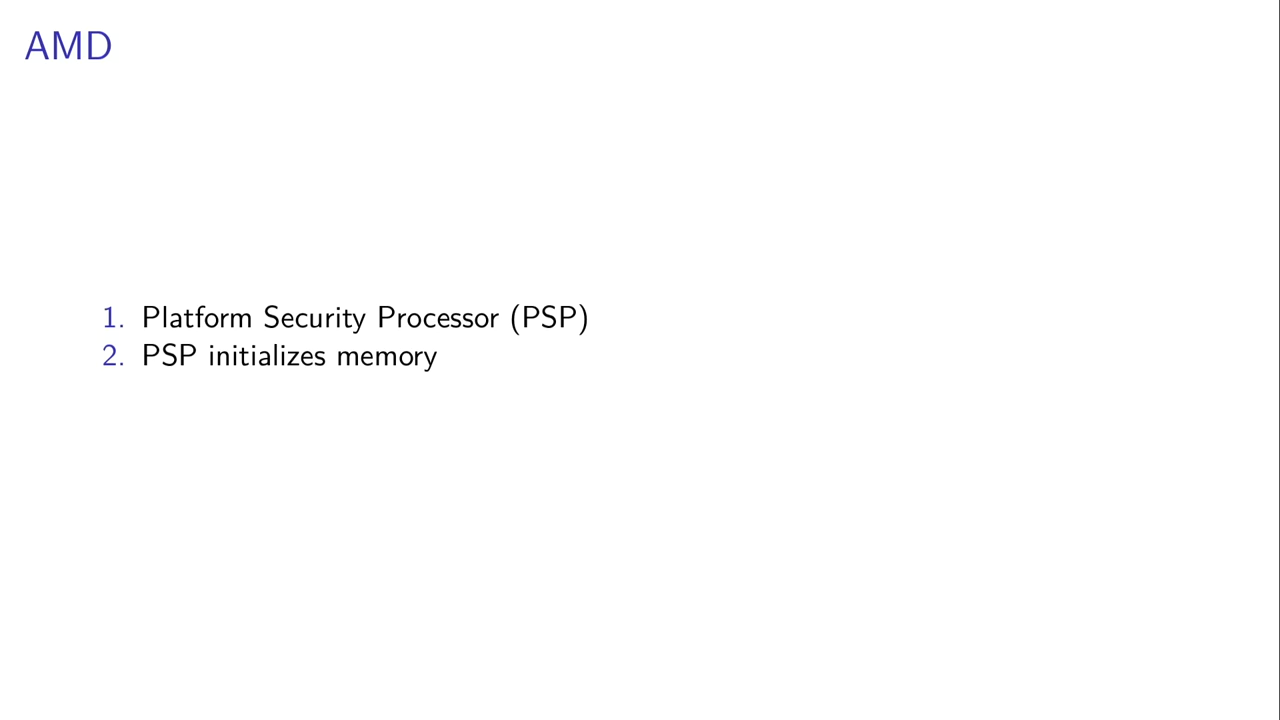 AMD
1. Platform Security Processor (PSP)
2. PSP initializes memory